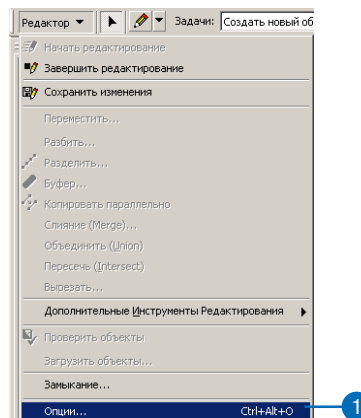 Редактор Задачи: Создать новый об
Начать редактирование
Завершить редактирование
Сохранить изменения
Переместить...
Разбить...
Разделить...
Буфер...
Копировать параллельно
Слияние (Merge)...
Объединить (Union)
Пересечь (Intersect)
Вырезать...
Дополнительные Инструменты Редактирования
Проверить объекты
Загрузить объекты...
Замыкание...
Опции... Ctrl+Alt+O 1